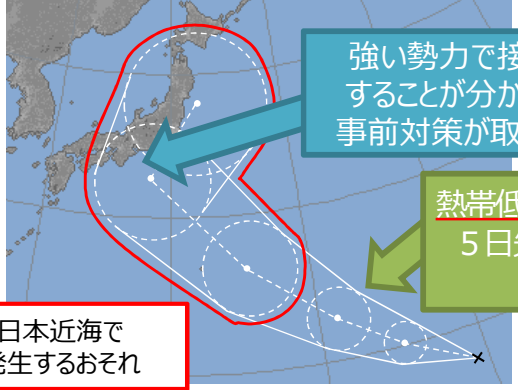 強い勢力で接
することが分か
事前対策が取
熱帯低
５日先
日本近海で
発生するおそれ